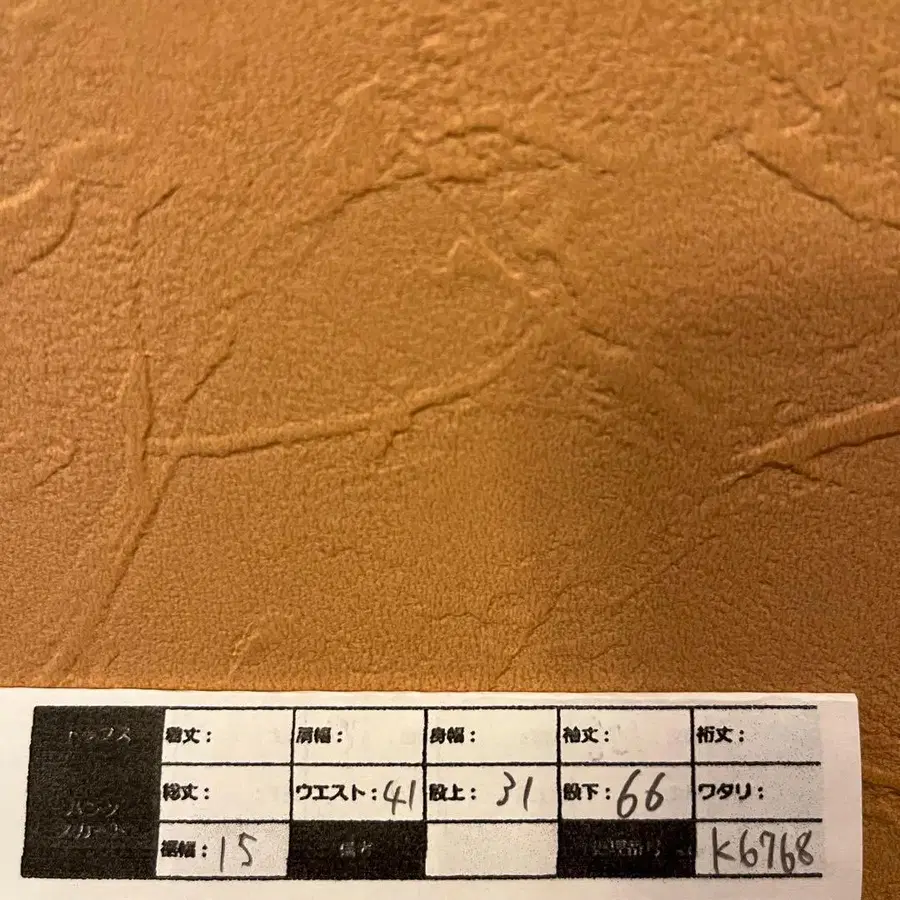 トップス 着丈: 肩幅: 身幅: 袖丈: 裄丈:
パンツ 総丈: ウエスト:41 股上: 31 股下:66 ワタリ:
スカート 裾幅:15 備考 K6768